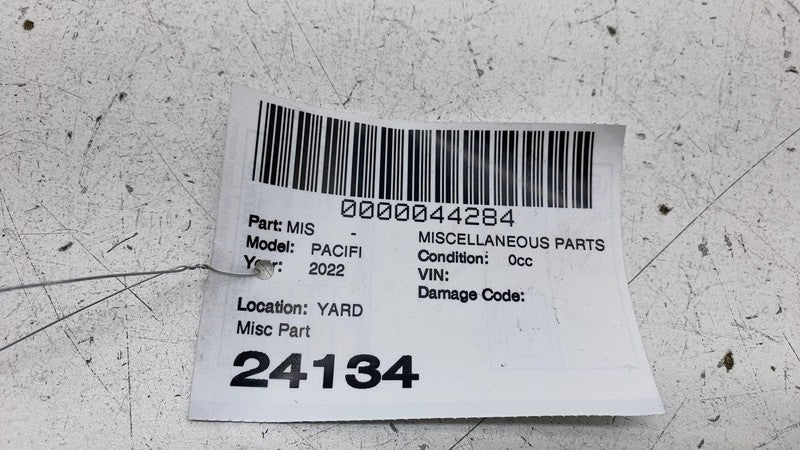 0000044284
Part: MIS - MISCELLANEOUS PARTS
Model: PACIFI Condition: 0cc
Year: 2022 VIN:
Damage Code:
Location: YARD
Misc Part
24134